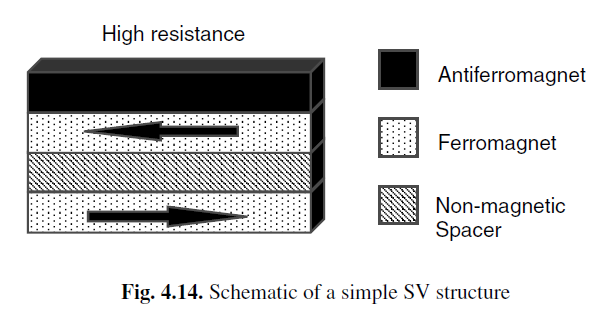 High resistance
Antiferromagnet
Ferromagnet
Non-magnetic
Spacer
Fig. 4.14. Schematic of a simple SV structure